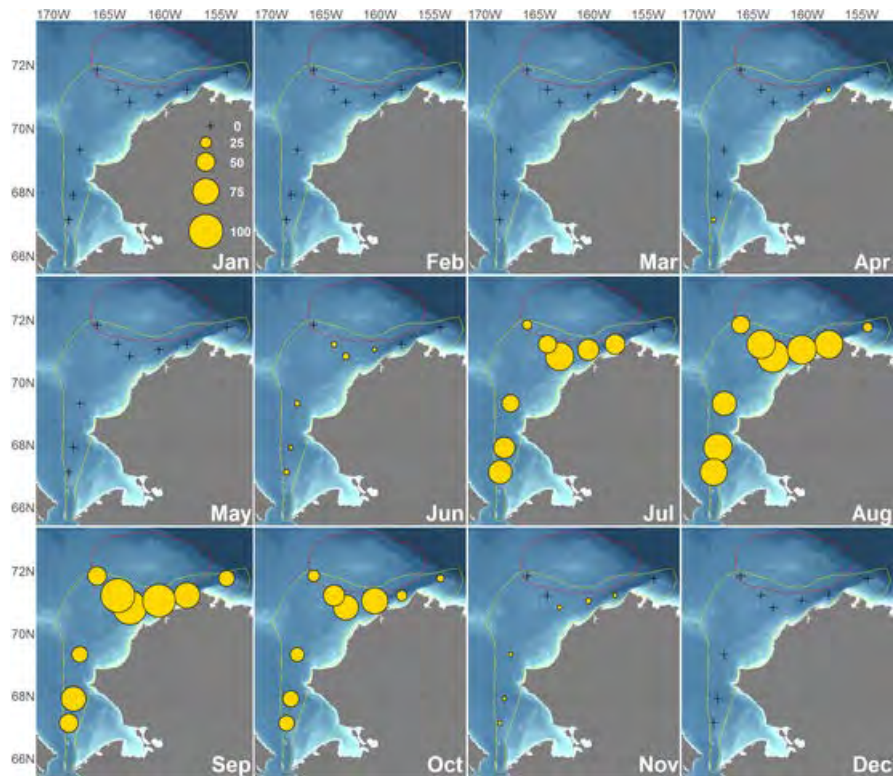 170W 165W 160W 155W 170W 165W 160W 155W 170W 165W 160W 155W 170W 165W 160W 155W
72N
70N
68N
66N
0
25
50
75
100
Jan Feb Mar Apr
72N
70N
68N
66N
May Jun Jul Aug
72N
70N
68N
66N
Sep Oct Nov Dec